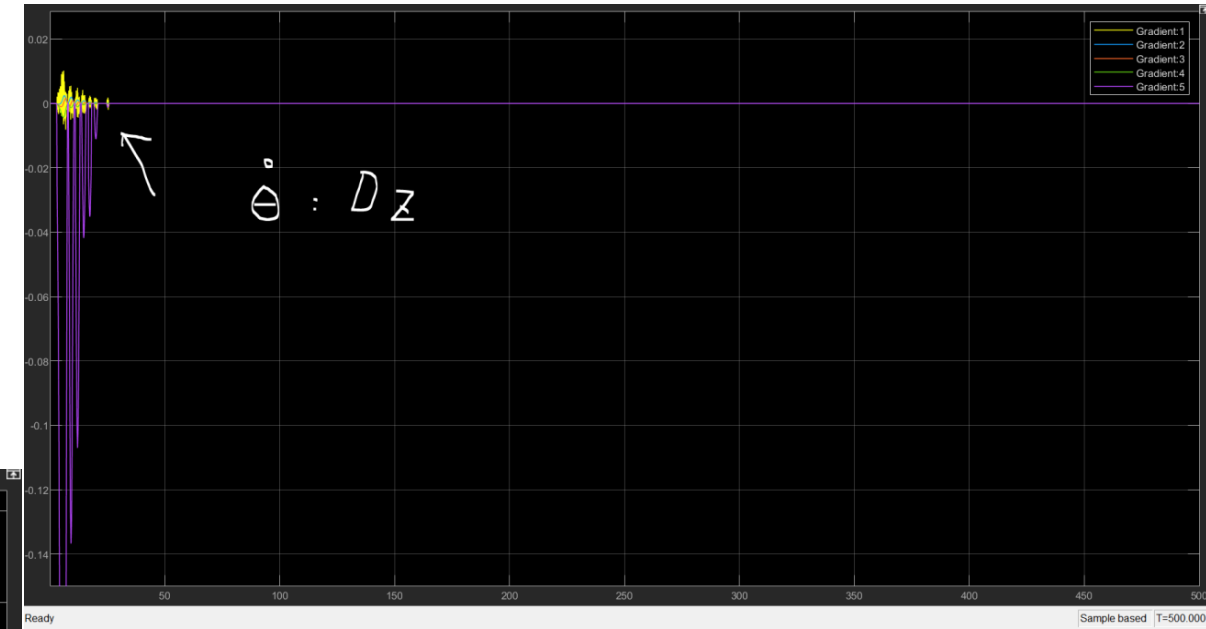 Gradient:1
Gradient:2
Gradient:3
Gradient:4
Gradient:5
0.02
0
-0.02
-0.04
-0.06
-0.08
-0.1
-0.12
-0.14
θ̇ : DZ
50 100 150 200 250 300 350 400 450 500
Ready Sample based T=500.000